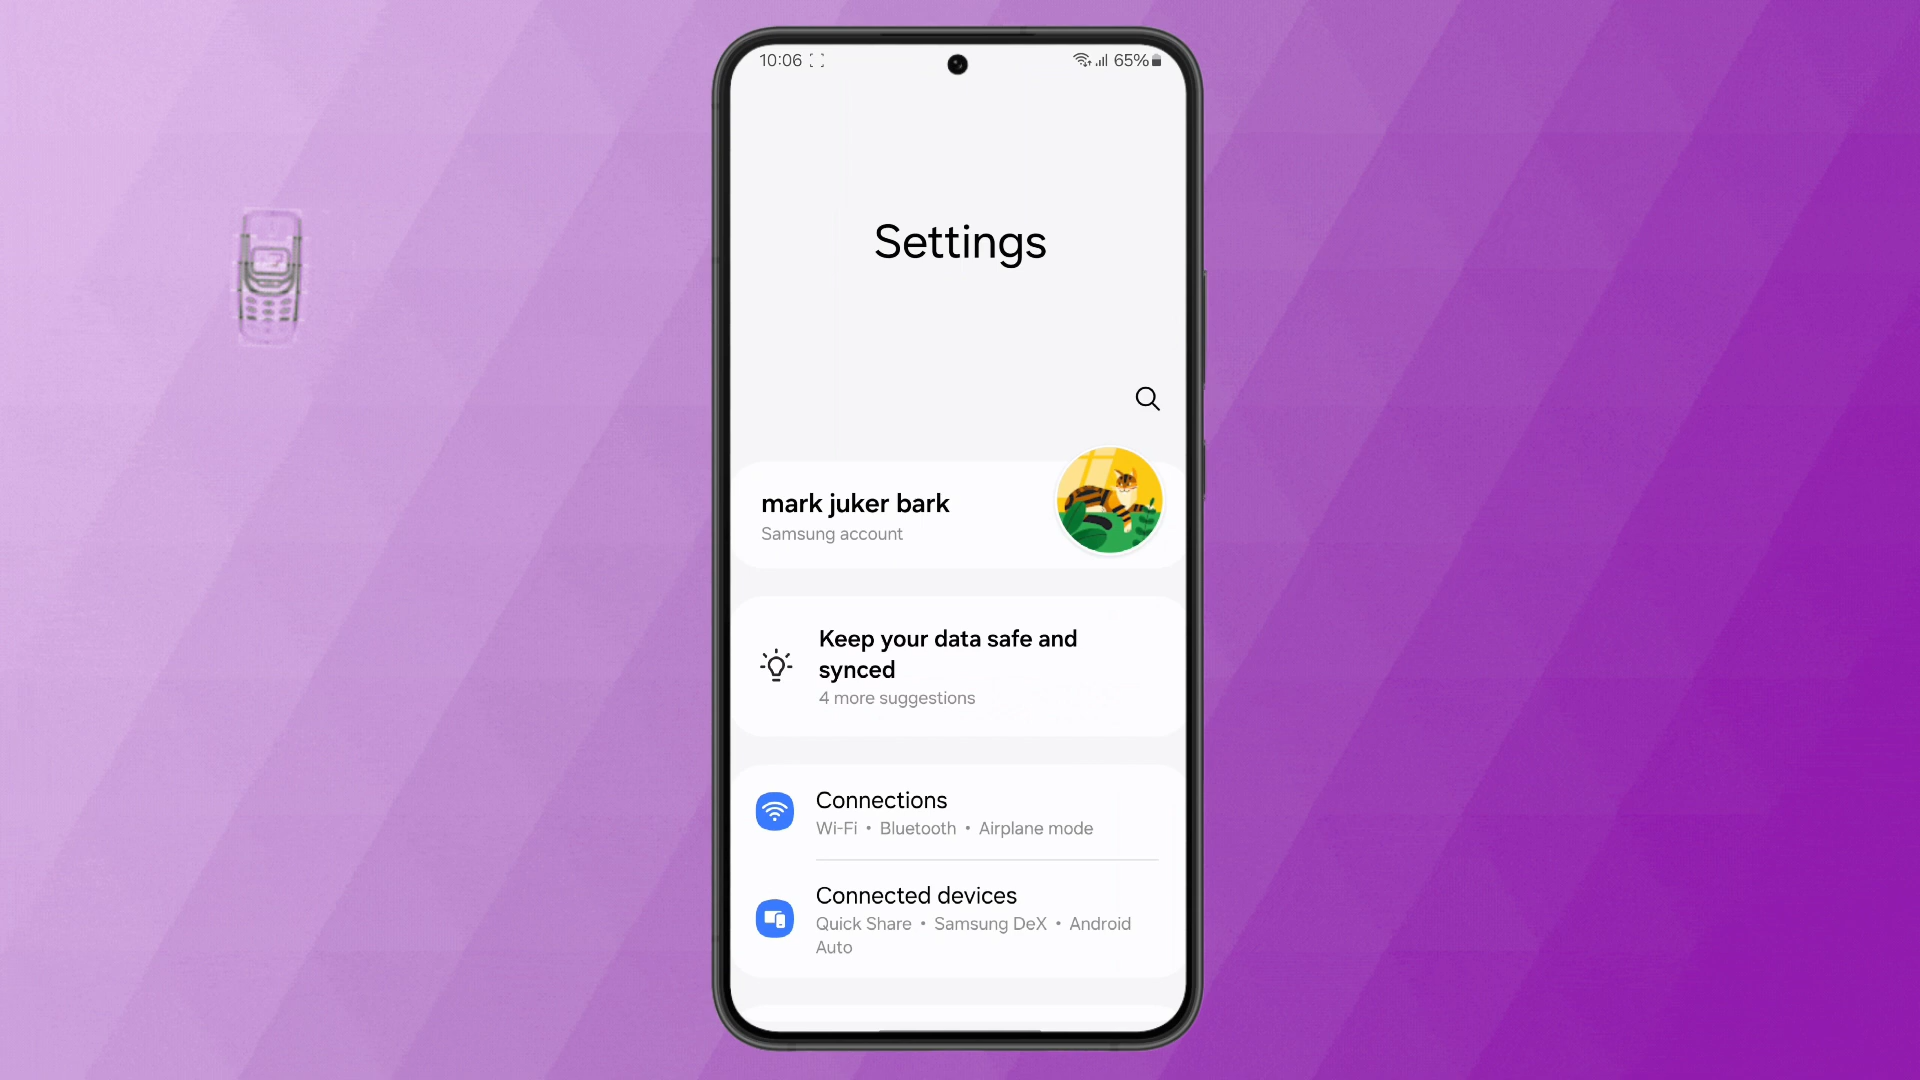 10:06
65%
Settings
mark juker bark
Samsung account
Keep your data safe and
synced
4 more suggestions
Connections
Wi-Fi • Bluetooth • Airplane mode
Connected devices
Quick Share • Samsung DeX • Android
Auto